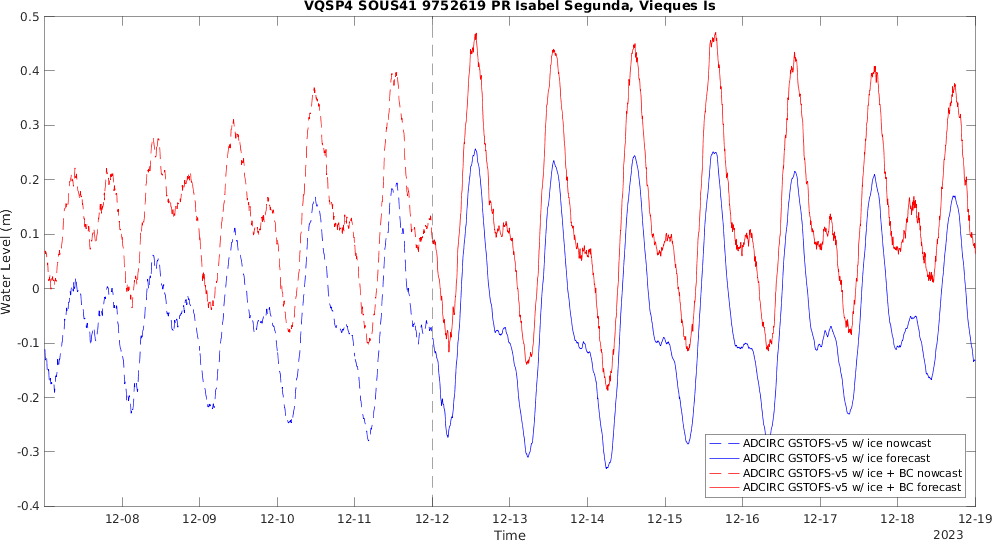 VQSP4 SOUS41 9752619 PR Isabel Segunda, Vieques Is
0.5
0.4
0.3
0.2
0.1
0
-0.1
-0.2
-0.3
-0.4
Water Level (m)
12-08 12-09 12-10 12-11 12-12 12-13 12-14 12-15 12-16 12-17 12-18 12-19
Time
2023
ADCIRC GSTOFS-v5 w/ ice nowcast
ADCIRC GSTOFS-v5 w/ ice forecast
ADCIRC GSTOFS-v5 w/ ice + BC nowcast
ADCIRC GSTOFS-v5 w/ ice + BC forecast